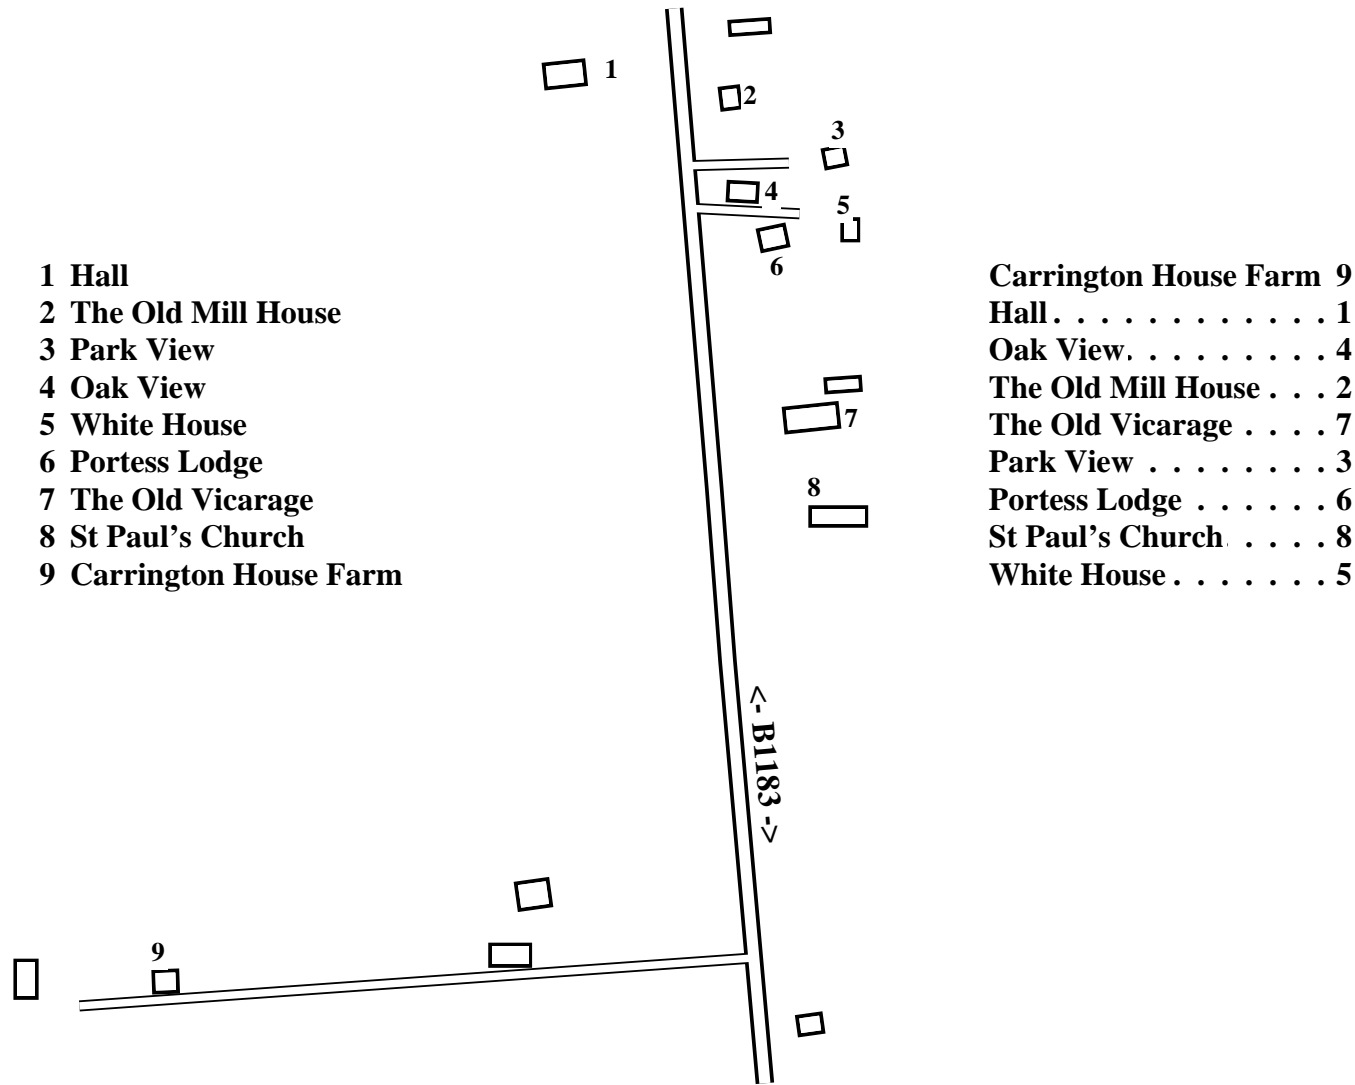 1
2
3
4
5
6
1 Hall
2 The Old Mill House
3 Park View
4 Oak View
5 White House
6 Portess Lodge
7 The Old Vicarage
8 St Paul's Church
9 Carrington House Farm
Carrington House Farm 9
Hall . . . . . . . . . . . . 1
Oak View. . . . . . . . . 4
The Old Mill House . . . 2
The Old Vicarage . . . . 7
Park View . . . . . . . . 3
Portess Lodge . . . . . . 6
St Paul's Church. . . . . 8
White House . . . . . . . 5
7
8
<- B1183 ->
9